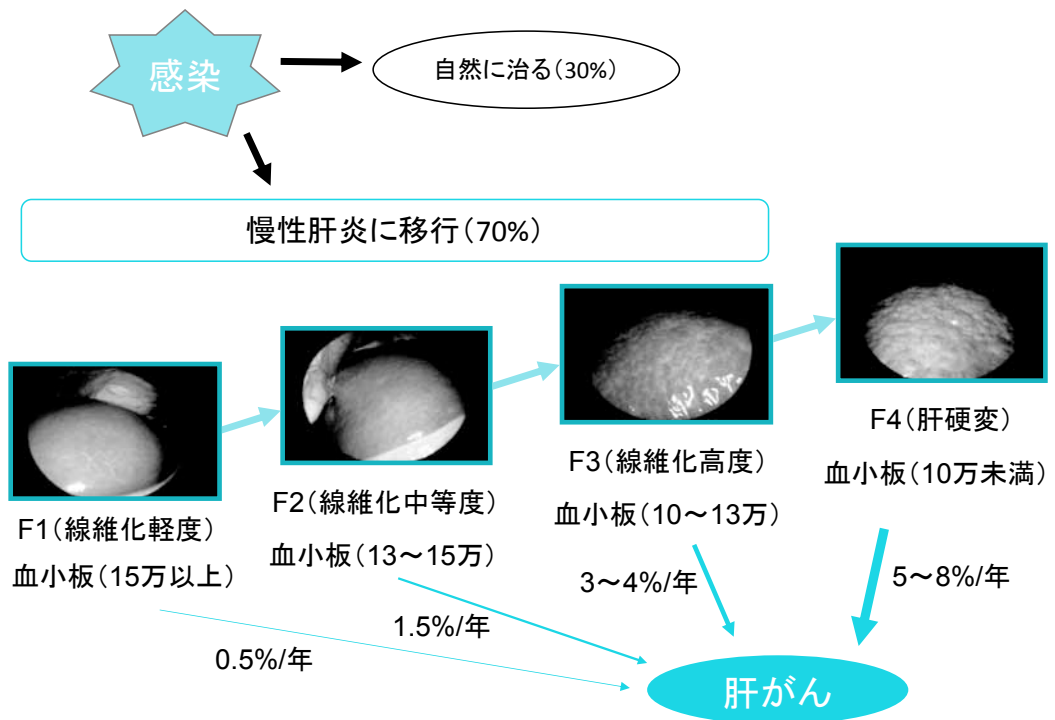 感染
自然に治る（30%）
慢性肝炎に移行（70%）
F1（線維化軽度）
血小板（15万以上）
F2（線維化中等度）
血小板（13～15万）
F3（線維化高度）
血小板（10～13万）
F4（肝硬変）
血小板（10万未満）
0.5%/年
1.5%/年
3～4%/年
5～8%/年
肝がん